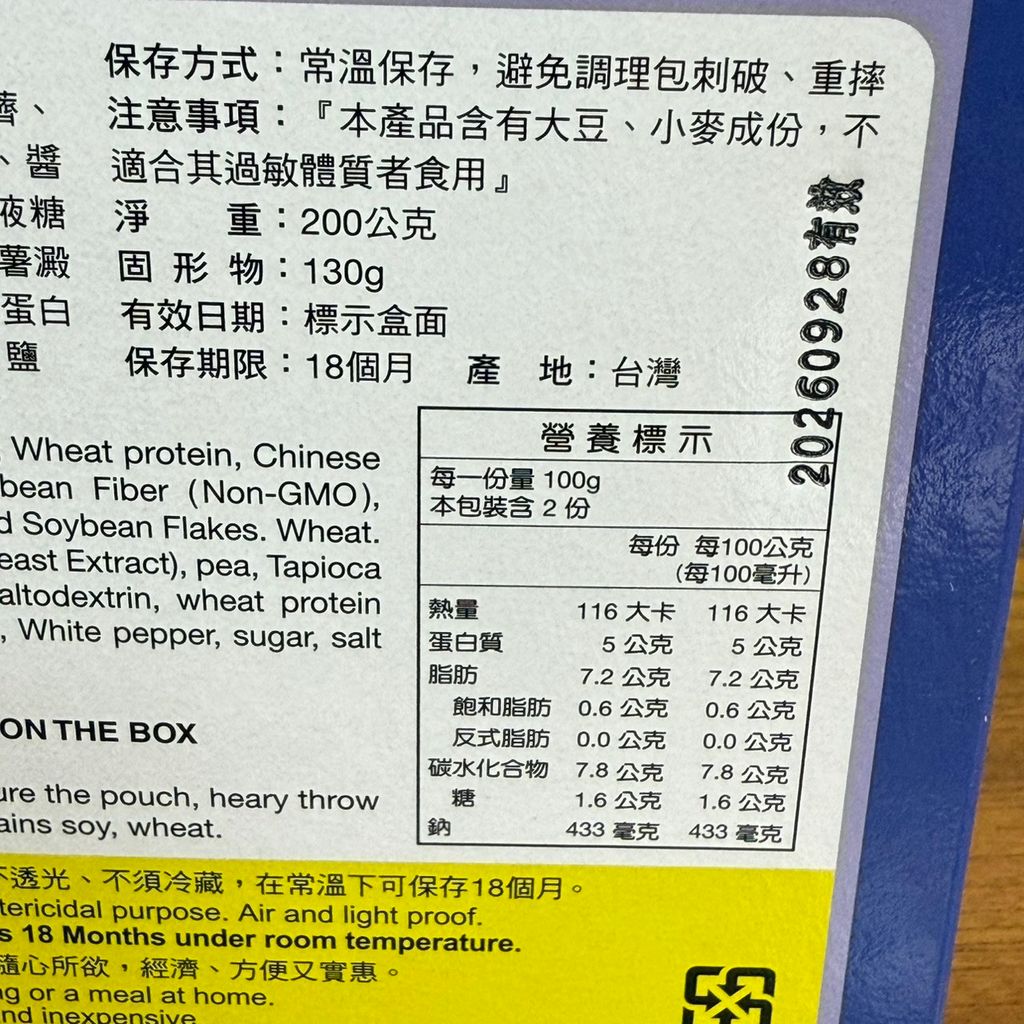 保存方式：常溫保存，避免調理包刺破、重摔
注意事項：『本產品含有大豆、小麥成份，不
適合其過敏體質者食用』
淨 重：200公克
固形物：130g
有效日期：標示盒面
保存期限：18個月 產 地：台灣
、
、醬
液糖
薯澱
蛋白
鹽
20260928有效
, Wheat protein, Chinese
bean Fiber (Non-GMO),
d Soybean Flakes. Wheat.
east Extract), pea, Tapioca
altodextrin, wheat protein
, White pepper, sugar, salt
ON THE BOX
ure the pouch, heary throw
ains soy, wheat.
營養標示
每一份量 100g
本包裝含 2 份
每份 每100公克
(每100毫升)
熱量 116 大卡 116 大卡
蛋白質 5 公克 5 公克
脂肪 7.2 公克 7.2 公克
飽和脂肪 0.6 公克 0.6 公克
反式脂肪 0.0 公克 0.0 公克
碳水化合物 7.8 公克 7.8 公克
糖 1.6 公克 1.6 公克
鈉 433 毫克 433 毫克
不透光、不須冷藏，在常溫下可保存18個月。
tericidal purpose. Air and light proof.
s 18 Months under room temperature.
隨心所欲，經濟、方便又實惠。
ng or a meal at home.
nd inexpensive